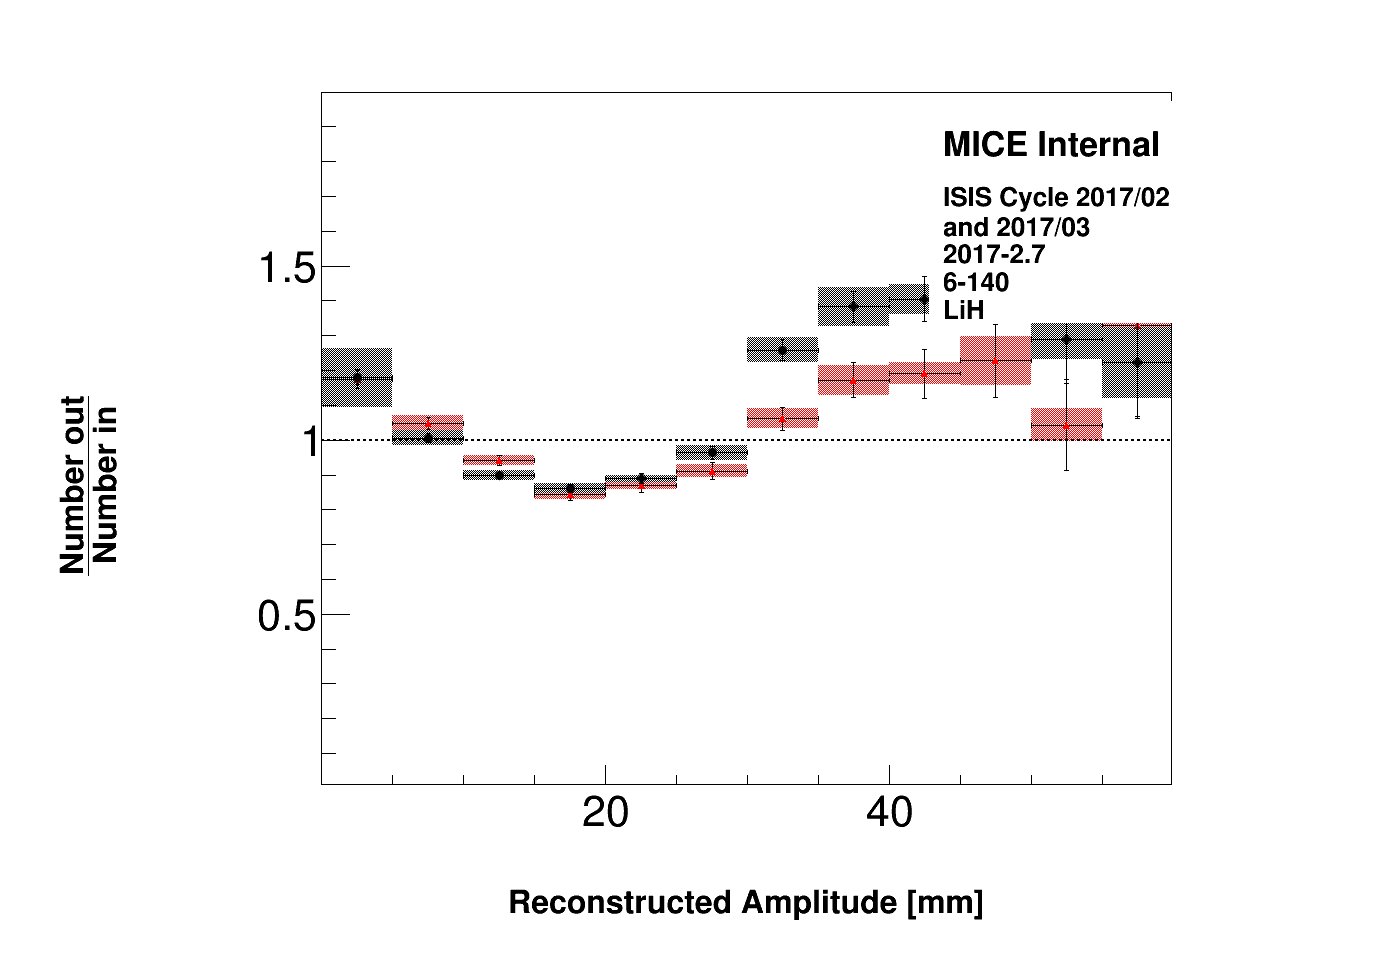 MICE Internal
ISIS Cycle 2017/02
and 2017/03
2017-2.7
6-140
LiH
1.5
1
0.5
20
40
Number out
Number in
Reconstructed Amplitude [mm]